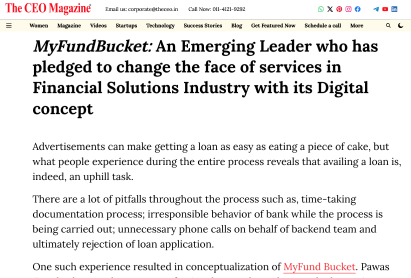 The CEO Magazine
Email us: corporate@theceo.in Call Now: 011-4121-9292
Women Magazine Videos Startups Technology Success Stories Blog Get Featured Now Schedule a call More
MyFundBucket: An Emerging Leader who has
pledged to change the face of services in
Financial Solutions Industry with its Digital
concept
Advertisements can make getting a loan as easy as eating a piece of cake, but
what people experience during the entire process reveals that availing a loan is,
indeed, an uphill task.
There are a lot of pitfalls throughout the process such as, time-taking
documentation process; irresponsible behavior of bank while the process is
being carried out; unnecessary phone calls on behalf of backend team and
ultimately rejection of loan application.
One such experience resulted in conceptualization of MyFund Bucket. Pawas